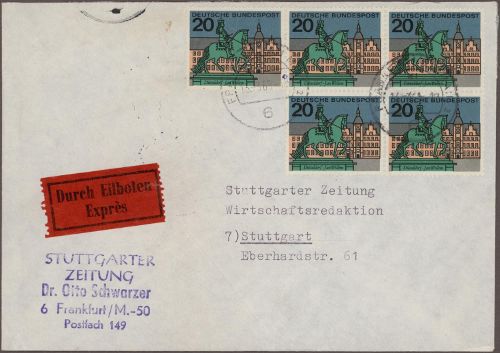 DEUTSCHE BUNDESPOST
20
DEUTSCHE BUNDESPOST
20
DEUTSCHE BUNDESPOST
20
DEUTSCHE BUNDESPOST
20
DEUTSCHE BUNDESPOST
20
6
Durch Eilboten
Exprès
Stuttgarter Zeitung
Wirtschaftsredaktion
7)Stuttgart
Eberhardstr. 61
STUTTGARTER
ZEITUNG
Dr. Otto Schwarzer
6 Frankfurt/M.-50
Postfach 149